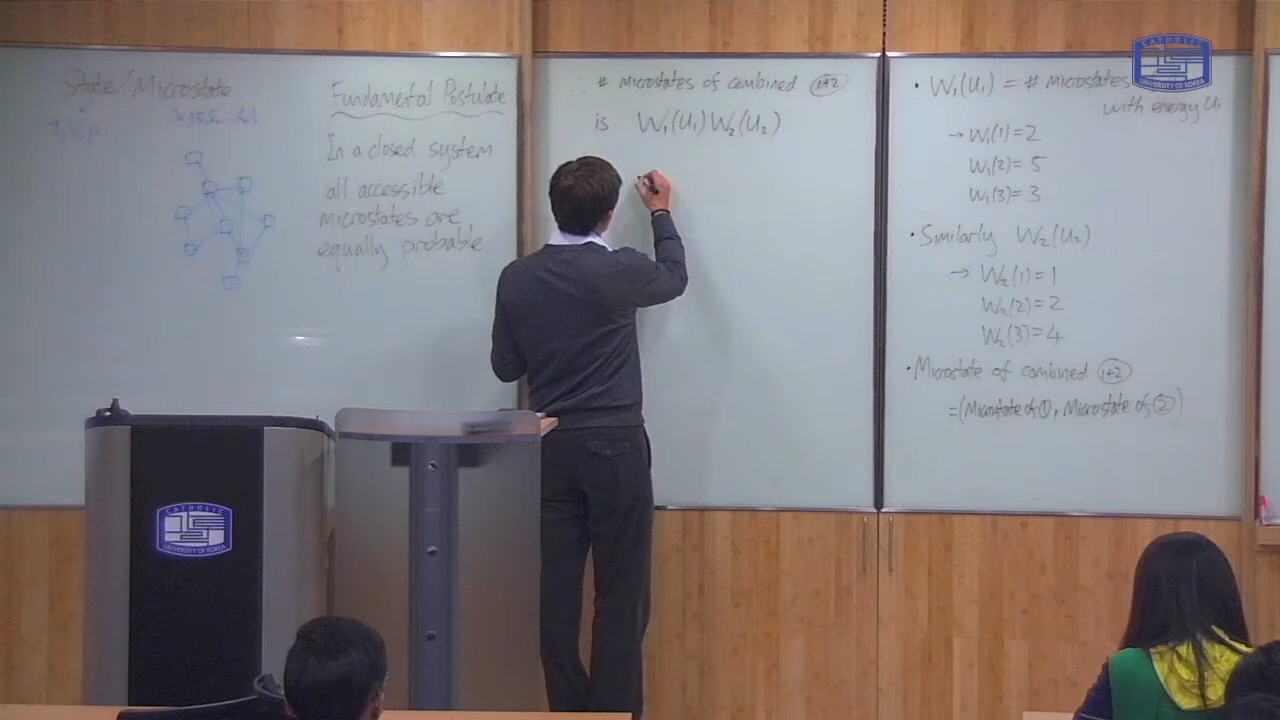 State/Microstate
T, V, p
Fundamental Postulate
In a closed system
all accessible
microstates are
equally probable
∴ # microstates of combined 1+2
is W₁(U₁)W₂(U₂)
• W₁(U₁) = # microstates
with energy U₁
→ W₁(1)=2
W₁(2)=5
W₁(3)=3
• Similarly W₂(U₂)
→ W₂(1)=1
W₂(2)=2
W₂(3)=4
• Microstate of combined 1+2
=(Microstate of ①, Microstate of ②)
CATHOLIC
UNIVERSITY OF KOREA
CATHOLIC
UNIVERSITY OF KOREA